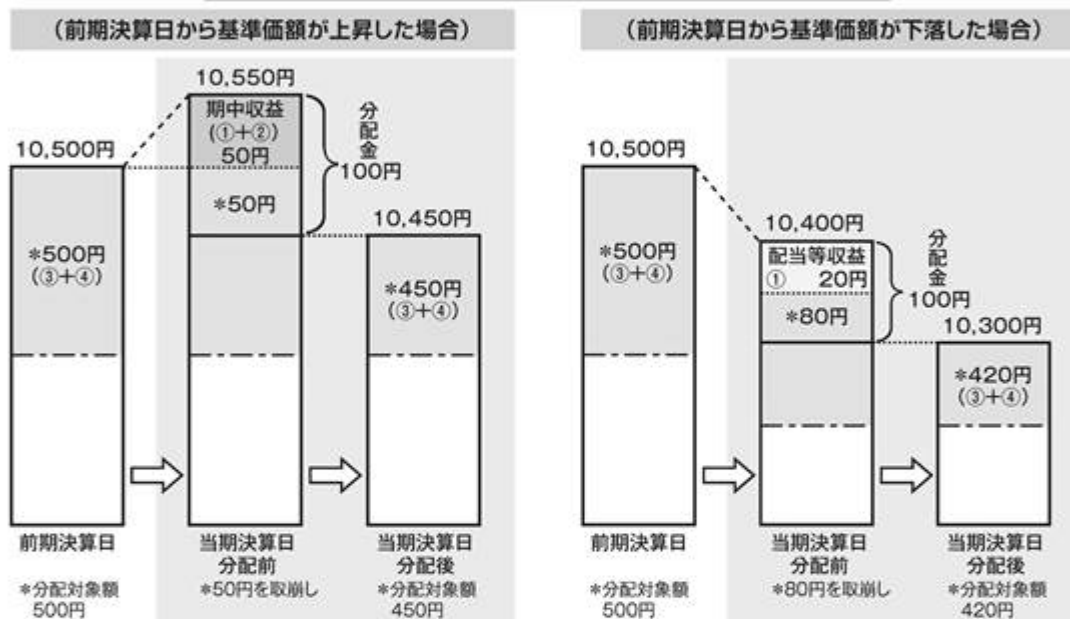 (前期決算日から基準価額が上昇した場合)
10,550円
期中収益
(①+②)
50円
*50円
分配金
100円
10,500円
*500円
(③+④)
10,450円
*450円
(③+④)
前期決算日
*分配対象額
500円
当期決算日
分配前
*50円を取崩し
当期決算日
分配後
*分配対象額
450円
(前期決算日から基準価額が下落した場合)
10,500円
*500円
(③+④)
10,400円
配当等収益
① 20円
*80円
分配金
100円
10,300円
*420円
(③+④)
前期決算日
*分配対象額
500円
当期決算日
分配前
*80円を取崩し
当期決算日
分配後
*分配対象額
420円